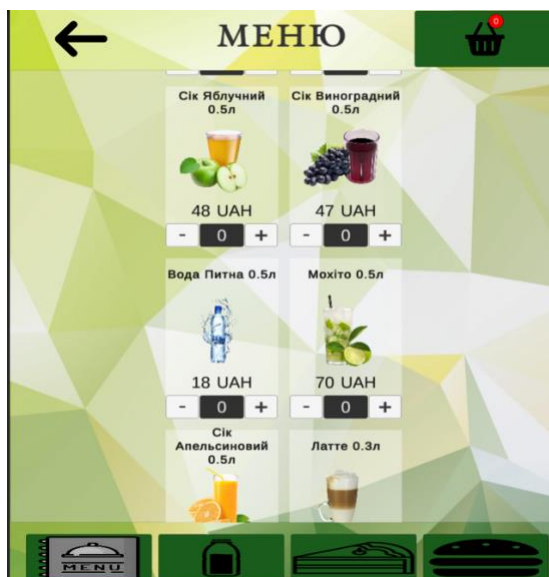 МЕНЮ
0
Сік Яблучний
0.5л
Сік Виноградний
0.5л
48 UAH
47 UAH
- 0 +
- 0 +
Вода Питна 0.5л
Мохіто 0.5л
18 UAH
70 UAH
- 0 +
- 0 +
Сік
Апельсиновий
0.5л
Латте 0.3л
MENU